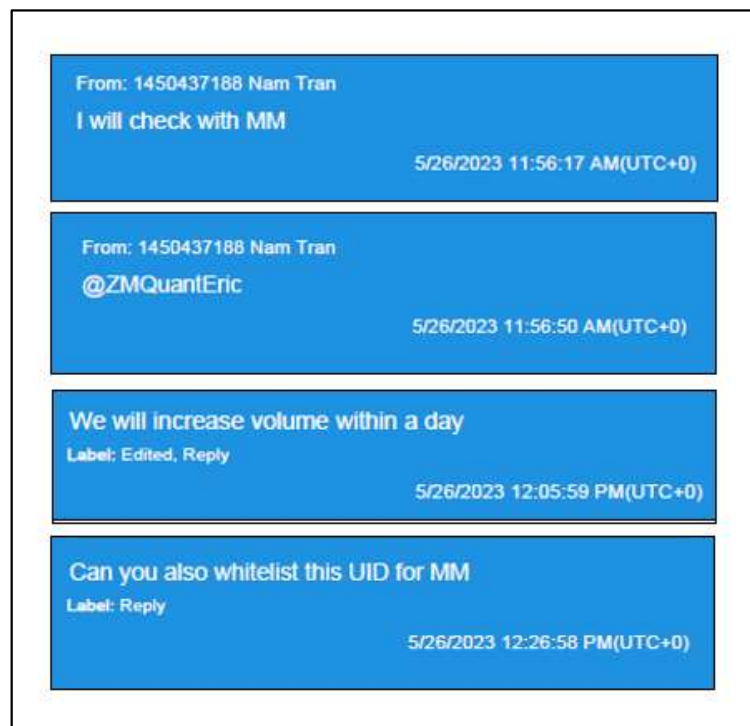 From: 1450437188 Nam Tran
I will check with MM
5/26/2023 11:56:17 AM(UTC+0)
From: 1450437188 Nam Tran
@ZMQuantEric
5/26/2023 11:56:50 AM(UTC+0)
We will increase volume within a day
Label: Edited, Reply
5/26/2023 12:05:59 PM(UTC+0)
Can you also whitelist this UID for MM
Label: Reply
5/26/2023 12:26:58 PM(UTC+0)